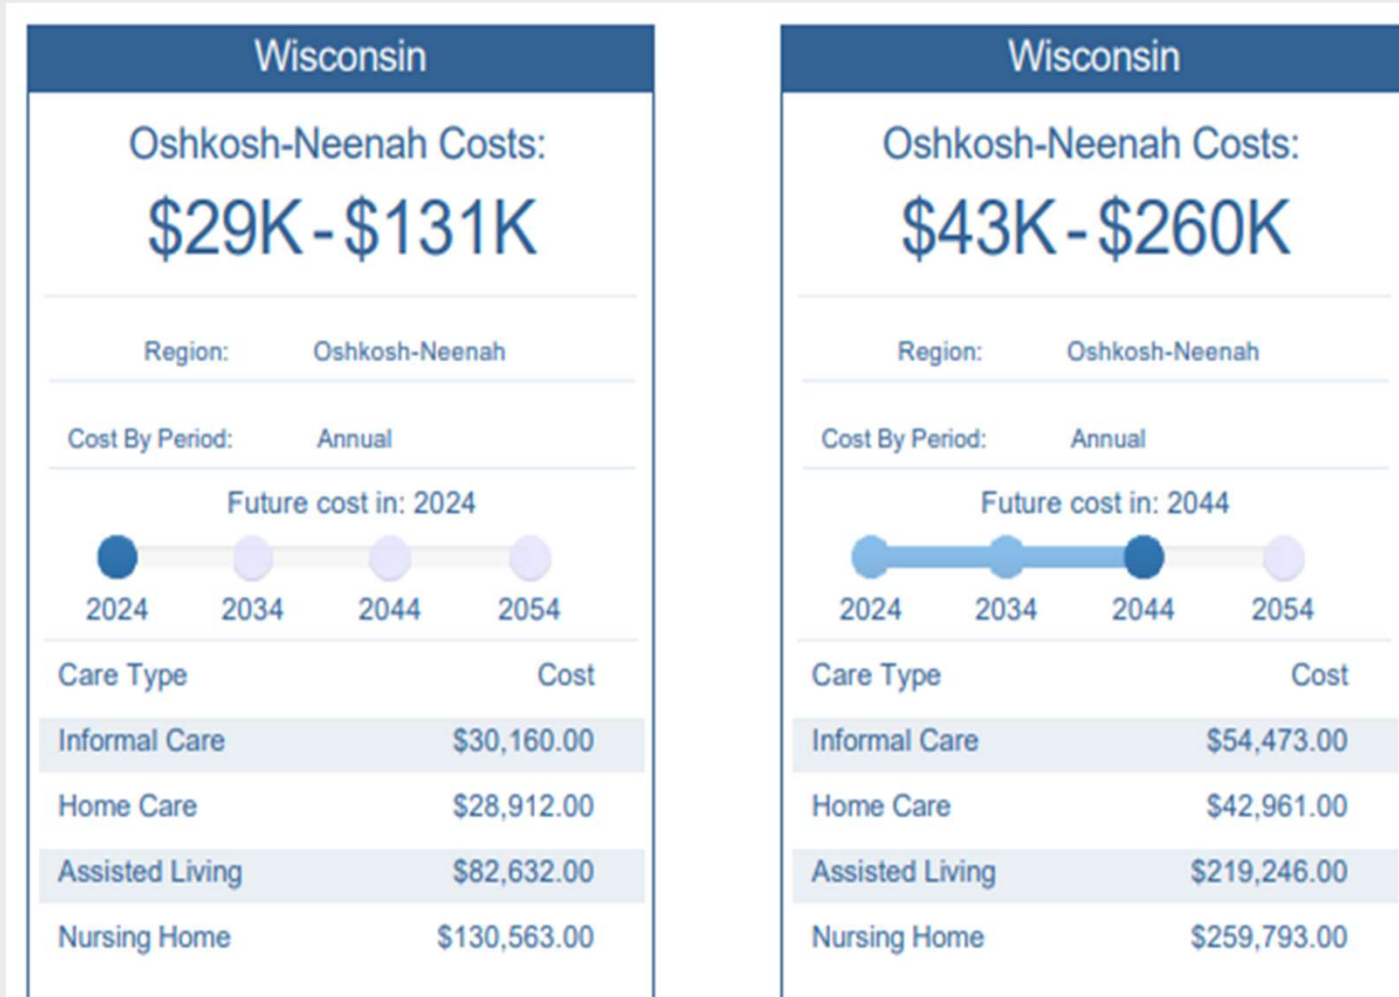 Wisconsin
Oshkosh-Neenah Costs:
$29K - $131K
Region: Oshkosh-Neenah
Cost By Period: Annual
Future cost in: 2024
2024 2034 2044 2054
Care Type Cost
Informal Care $30,160.00
Home Care $28,912.00
Assisted Living $82,632.00
Nursing Home $130,563.00
Wisconsin
Oshkosh-Neenah Costs:
$43K - $260K
Region: Oshkosh-Neenah
Cost By Period: Annual
Future cost in: 2044
2024 2034 2044 2054
Care Type Cost
Informal Care $54,473.00
Home Care $42,961.00
Assisted Living $219,246.00
Nursing Home $259,793.00